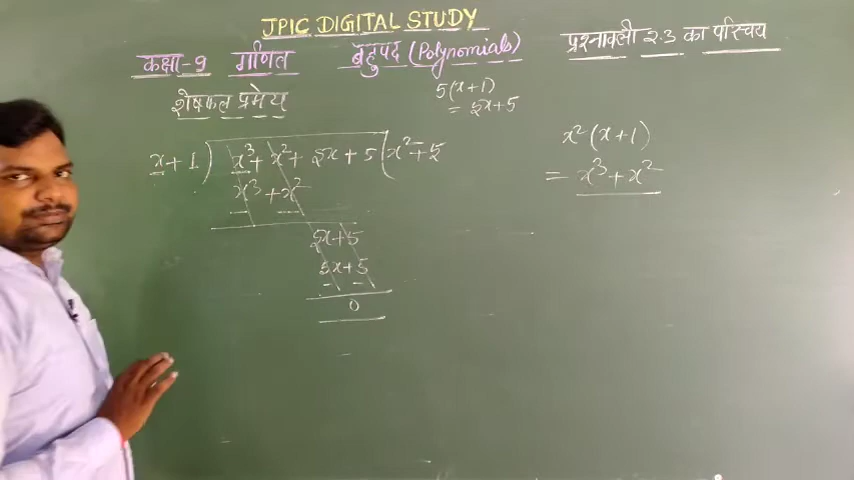 JPIC DIGITAL STUDY
कक्षा-9 गणित बहुपद (Polynomials) प्रश्नावली 2.3 का परिचय
शेषफल प्रमेय
5(x+1)
= 5x+5
x+1) x³+x²+5x+5(x²+5
x³+x²
- -
5x+5
5x+5
- -
0
x²(x+1)
= x³+x²